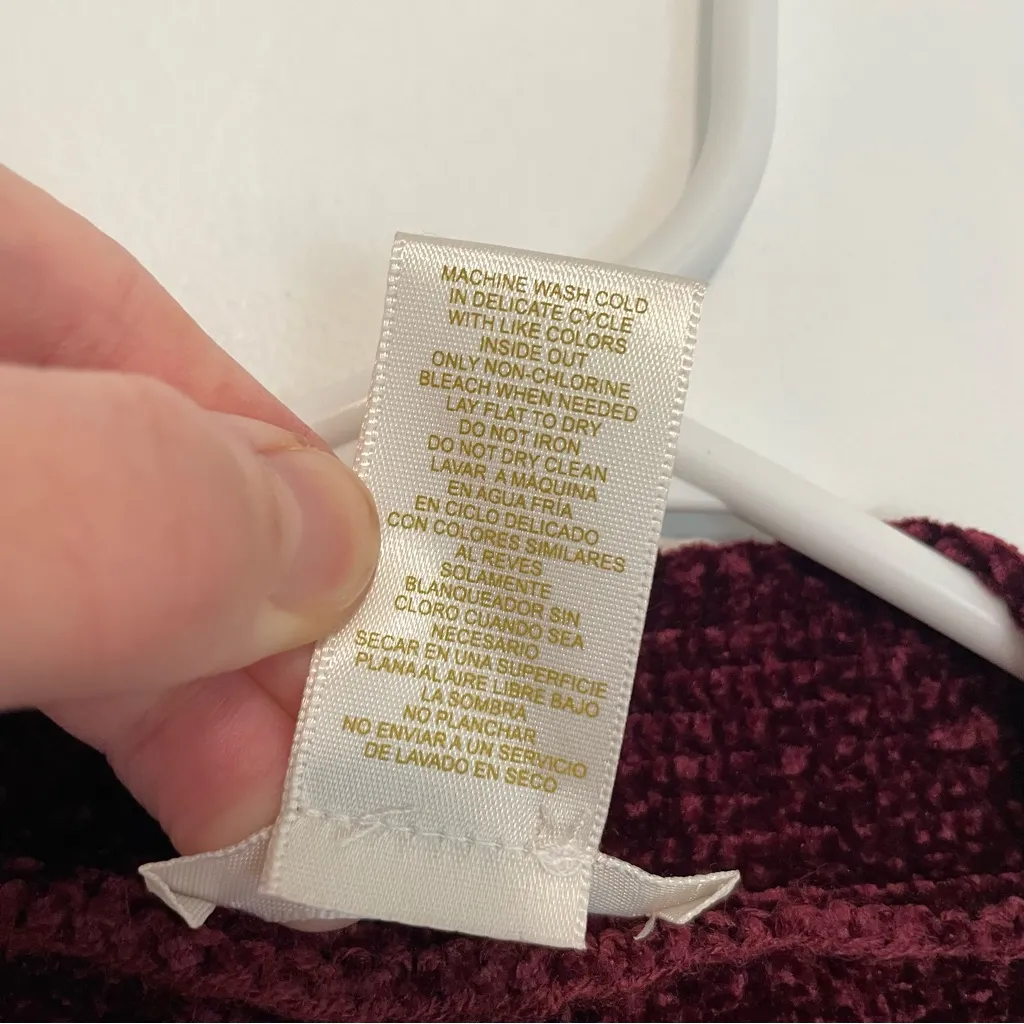 MACHINE WASH COLD
IN DELICATE CYCLE
WITH LIKE COLORS
INSIDE OUT
ONLY NON-CHLORINE
BLEACH WHEN NEEDED
LAY FLAT TO DRY
DO NOT IRON
DO NOT DRY CLEAN
LAVAR A MÁQUINA
EN AGUA FRÍA
EN CICLO DELICADO
CON COLORES SIMILARES
AL REVES
SOLAMENTE
BLANQUEADOR SIN
CLORO CUANDO SEA
NECESARIO
SECAR EN UNA SUPERFICIE
PLANA AL AIRE LIBRE BAJO
LA SOMBRA
NO PLANCHAR
NO ENVIAR A UN SERVICIO
DE LAVADO EN SECO